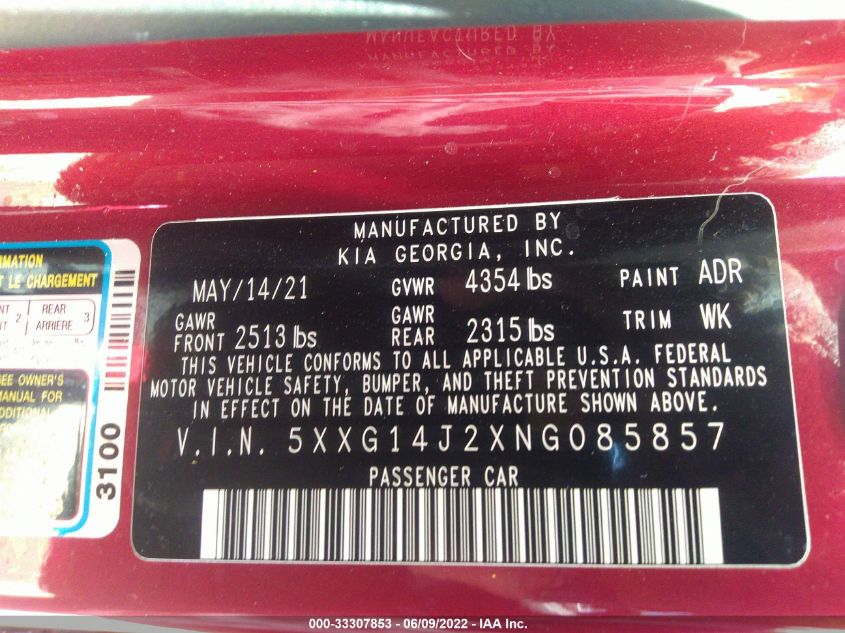 MANUFACTURED BY
MANUFACTURED BY
KIA GEORGIA, INC.
MAY/14/21 GVWR 4354 lbs PAINT ADR
GAWR FRONT 2513 lbs GAWR REAR 2315 lbs TRIM WK
THIS VEHICLE CONFORMS TO ALL APPLICABLE U.S.A. FEDERAL
MOTOR VEHICLE SAFETY, BUMPER, AND THEFT PREVENTION STANDARDS
IN EFFECT ON THE DATE OF MANUFACTURE SHOWN ABOVE.
V.I.N. 5XXG14J2XNG085857
PASSENGER CAR
LE CHARGEMENT
2 REAR ARRIERE 3
SEE OWNER'S
MANUAL FOR
3100
000-33307853 - 06/09/2022 - IAA Inc.